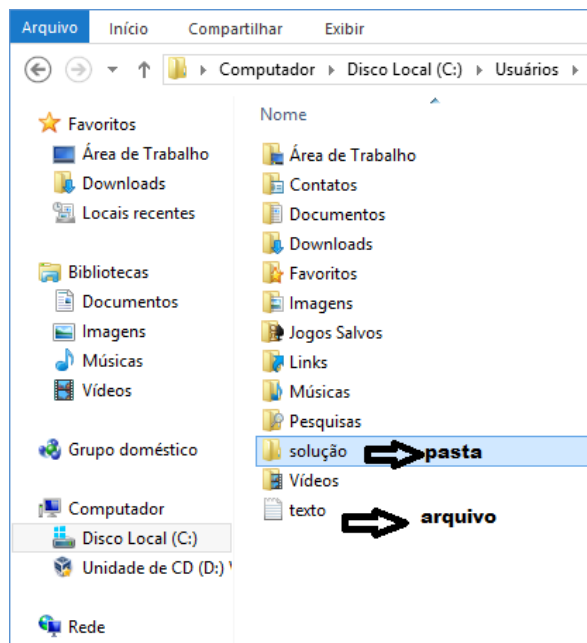 Arquivo Início Compartilhar Exibir
Computador Disco Local (C:) Usuários
Favoritos
Área de Trabalho
Downloads
Locais recentes
Bibliotecas
Documentos
Imagens
Músicas
Vídeos
Grupo doméstico
Computador
Disco Local (C:)
Unidade de CD (D:)
Rede
Nome
Área de Trabalho
Contatos
Documentos
Downloads
Favoritos
Imagens
Jogos Salvos
Links
Músicas
Pesquisas
solução pasta
Vídeos
texto arquivo